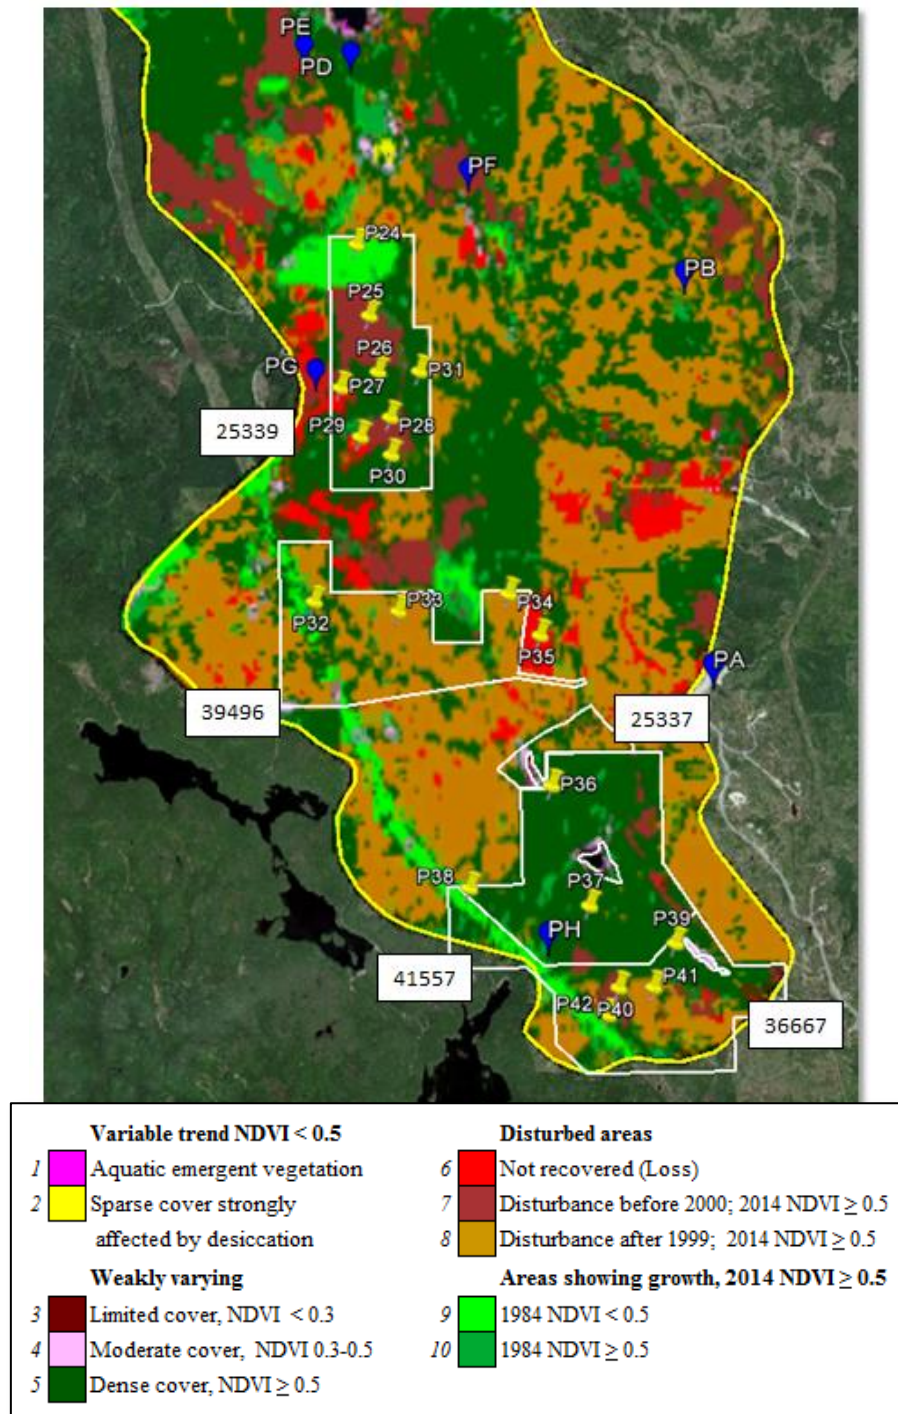 PE
PD
PF
P24
PB
P25
P26
P31
PG
P27
25339
P29
P28
P30
P32
P33
P34
P35
PA
39496
25337
P36
P38
P37
PH
P39
41557
P41
P42
P40
36667
Variable trend NDVI < 0.5
1 Aquatic emergent vegetation
2 Sparse cover strongly
affected by desiccation
Weakly varying
3 Limited cover, NDVI < 0.3
4 Moderate cover, NDVI 0.3-0.5
5 Dense cover, NDVI ≥ 0.5
Disturbed areas
6 Not recovered (Loss)
7 Disturbance before 2000; 2014 NDVI ≥ 0.5
8 Disturbance after 1999; 2014 NDVI ≥ 0.5
Areas showing growth, 2014 NDVI ≥ 0.5
9 1984 NDVI < 0.5
10 1984 NDVI ≥ 0.5